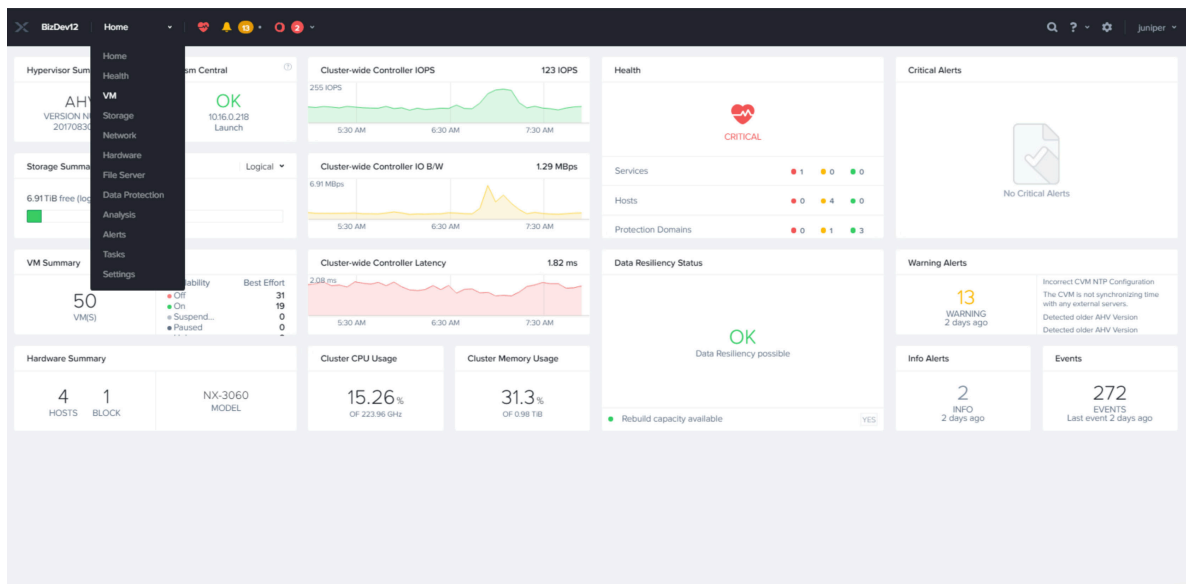 BizDev12 Home 13 2 ? juniper
Home
Health
VM
Storage
Network
Hardware
File Server
Data Protection
Analysis
Alerts
Tasks
Settings
Hypervisor Sum
AHV
VERSION N
2017083
sm Central
?
OK
10.16.0.218
Launch
Storage Summa
Logical
6.91 TiB free (log
VM Summary
50
VM(S)
ability Best Effort
Off 31
On 19
Suspend... 0
Paused 0
Hardware Summary
4
HOSTS
1
BLOCK
NX-3060
MODEL
Cluster-wide Controller IOPS 123 IOPS
255 IOPS
5:30 AM 6:30 AM 7:30 AM
Cluster-wide Controller IO B/W 1.29 MBps
6.91 MBps
5:30 AM 6:30 AM 7:30 AM
Cluster-wide Controller Latency 1.82 ms
2.08 ms
5:30 AM 6:30 AM 7:30 AM
Cluster CPU Usage
15.26%
OF 223.96 GHz
Cluster Memory Usage
31.3%
OF 0.98 TiB
Health
CRITICAL
Services 1 0 0
Hosts 0 4 0
Protection Domains 0 1 3
Data Resiliency Status
OK
Data Resiliency possible
Rebuild capacity available YES
Critical Alerts
No Critical Alerts
Warning Alerts
13
WARNING
2 days ago
Incorrect CVM NTP Configuration
The CVM is not synchronizing time
with any external servers.
Detected older AHV Version
Detected older AHV Version
Info Alerts
2
INFO
2 days ago
Events
272
EVENTS
Last event 2 days ago